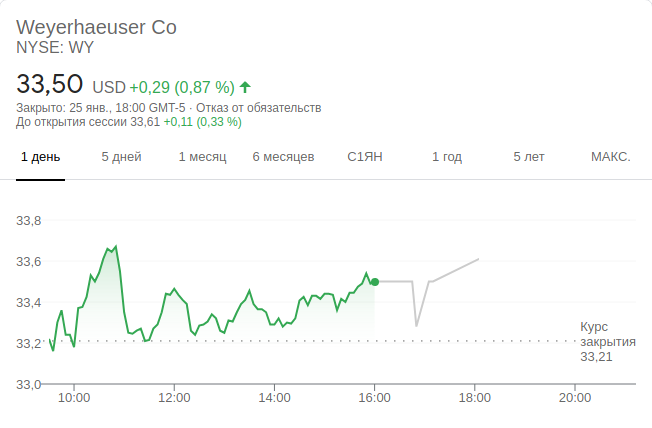 Weyerhaeuser Co
NYSE: WY
33,50 USD +0,29 (0,87 %)
Закрыто: 25 янв., 18:00 GMT-5 · Отказ от обязательств
До открытия сессии 33,61 +0,11 (0,33 %)
1 день 5 дней 1 месяц 6 месяцев С1ЯН 1 год 5 лет МАКС.
33,8
33,6
33,4
33,2
33,0
Курс
закрытия
33,21
10:00 12:00 14:00 16:00 18:00 20:00